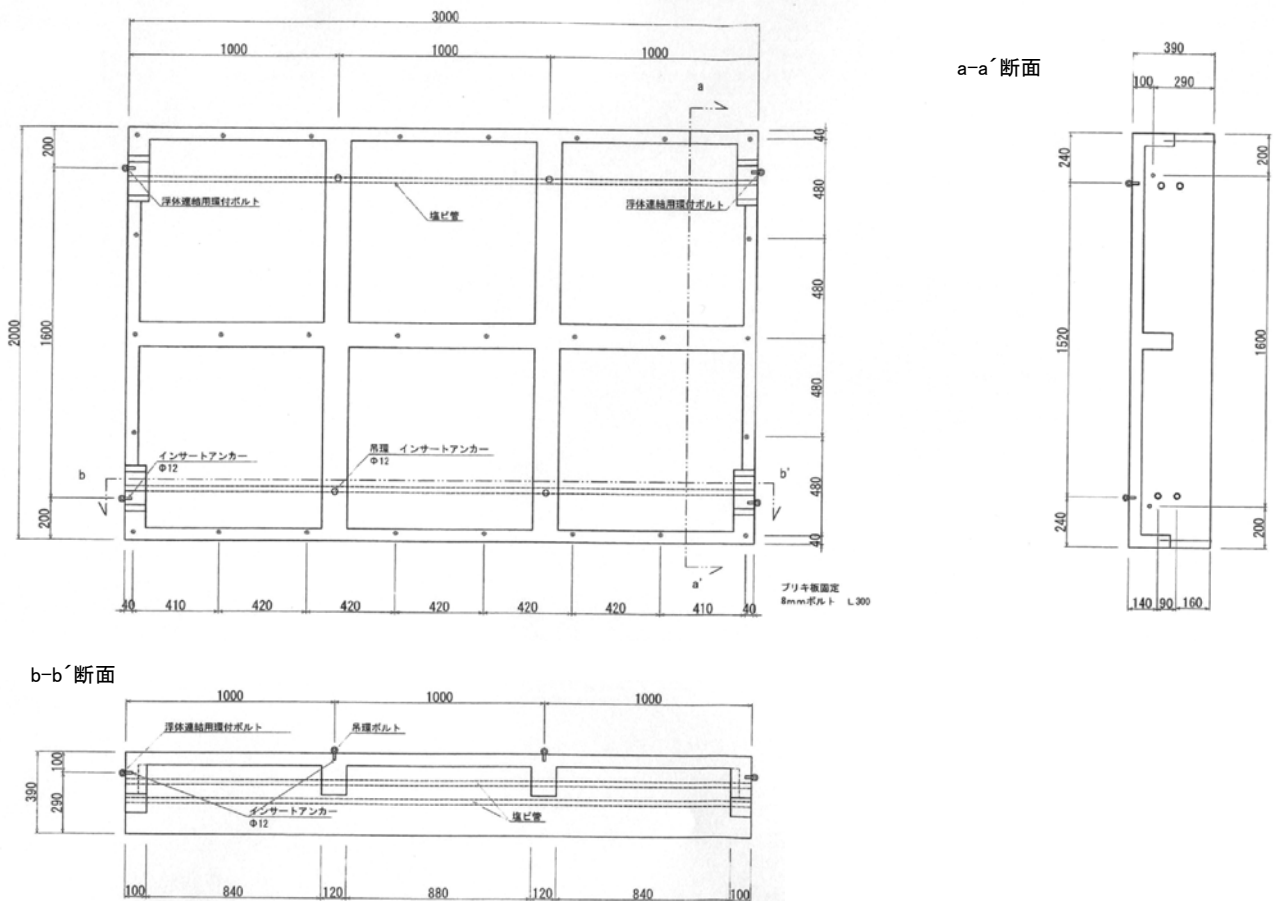 3000
1000
1000
1000
a
200
1600
200
2000
浮体連結用環付ボルト
塩ビ管
浮体連結用環付ボルト
40
480
480
480
480
40
インサートアンカー
Φ12
吊環 インサートアンカー
Φ12
b
b'
a'
40
410
420
420
420
420
420
410
40
ブリキ板固定
8mmボルト L300
a-a´断面
390
100
290
240
1520
240
200
1600
200
140
90
160
b-b´断面
1000
1000
1000
浮体連結用環付ボルト
吊環ボルト
390
100
290
インサートアンカー
Φ12
塩ビ管
100
840
120
880
120
840
100